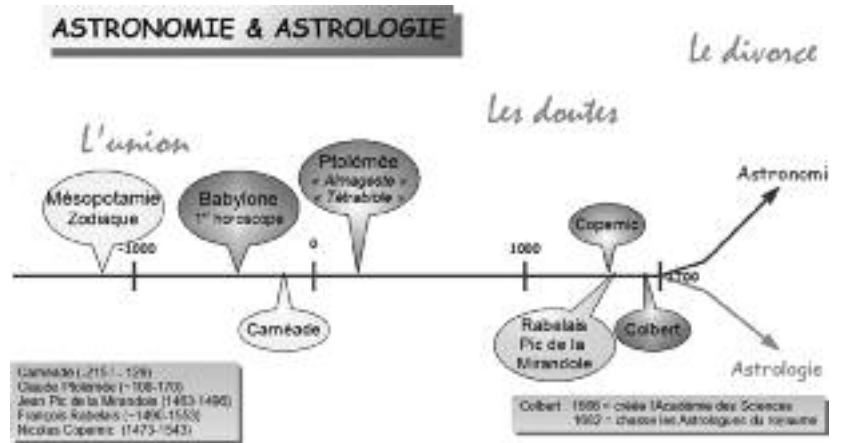 ASTRONOMIE & ASTROLOGIE
Le divorce
Les doutes
L'union
Ptolémée
« Almageste »
« Tétrabible »
Mésopotamie
Zodiaque
Babylone
1er horoscope
Copernic
Astronomi
-1000
0
1000
1700
Carnéade
Rabelais
Pic de la
Mirandole
Colbert
Astrologie
Carnéade (-215 / - 129)
Claude Ptolémée (~100-170)
Jean Pic de la Mirandole (1463-1496)
François Rabelais (~1490-1553)
Nicolas Copernic (1473-1543)
Colbert : 1666 = créée l'Académie des Sciences
1682 = chasse les Astrologues du royaume